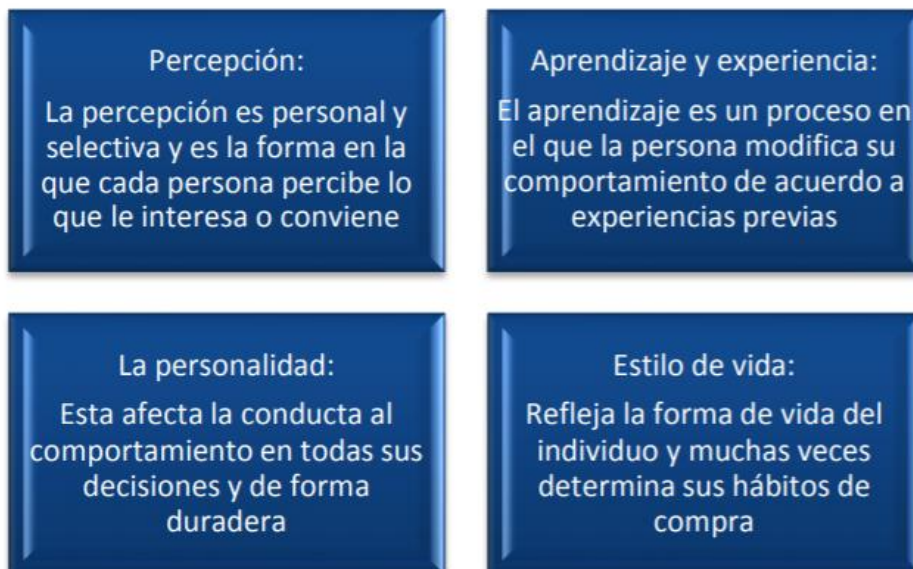 Percepción:
La percepción es personal y
selectiva y es la forma en la
que cada persona percibe lo
que le interesa o conviene
Aprendizaje y experiencia:
El aprendizaje es un proceso en
el que la persona modifica su
comportamiento de acuerdo a
experiencias previas
La personalidad:
Esta afecta la conducta al
comportamiento en todas sus
decisiones y de forma
duradera
Estilo de vida:
Refleja la forma de vida del
individuo y muchas veces
determina sus hábitos de
compra